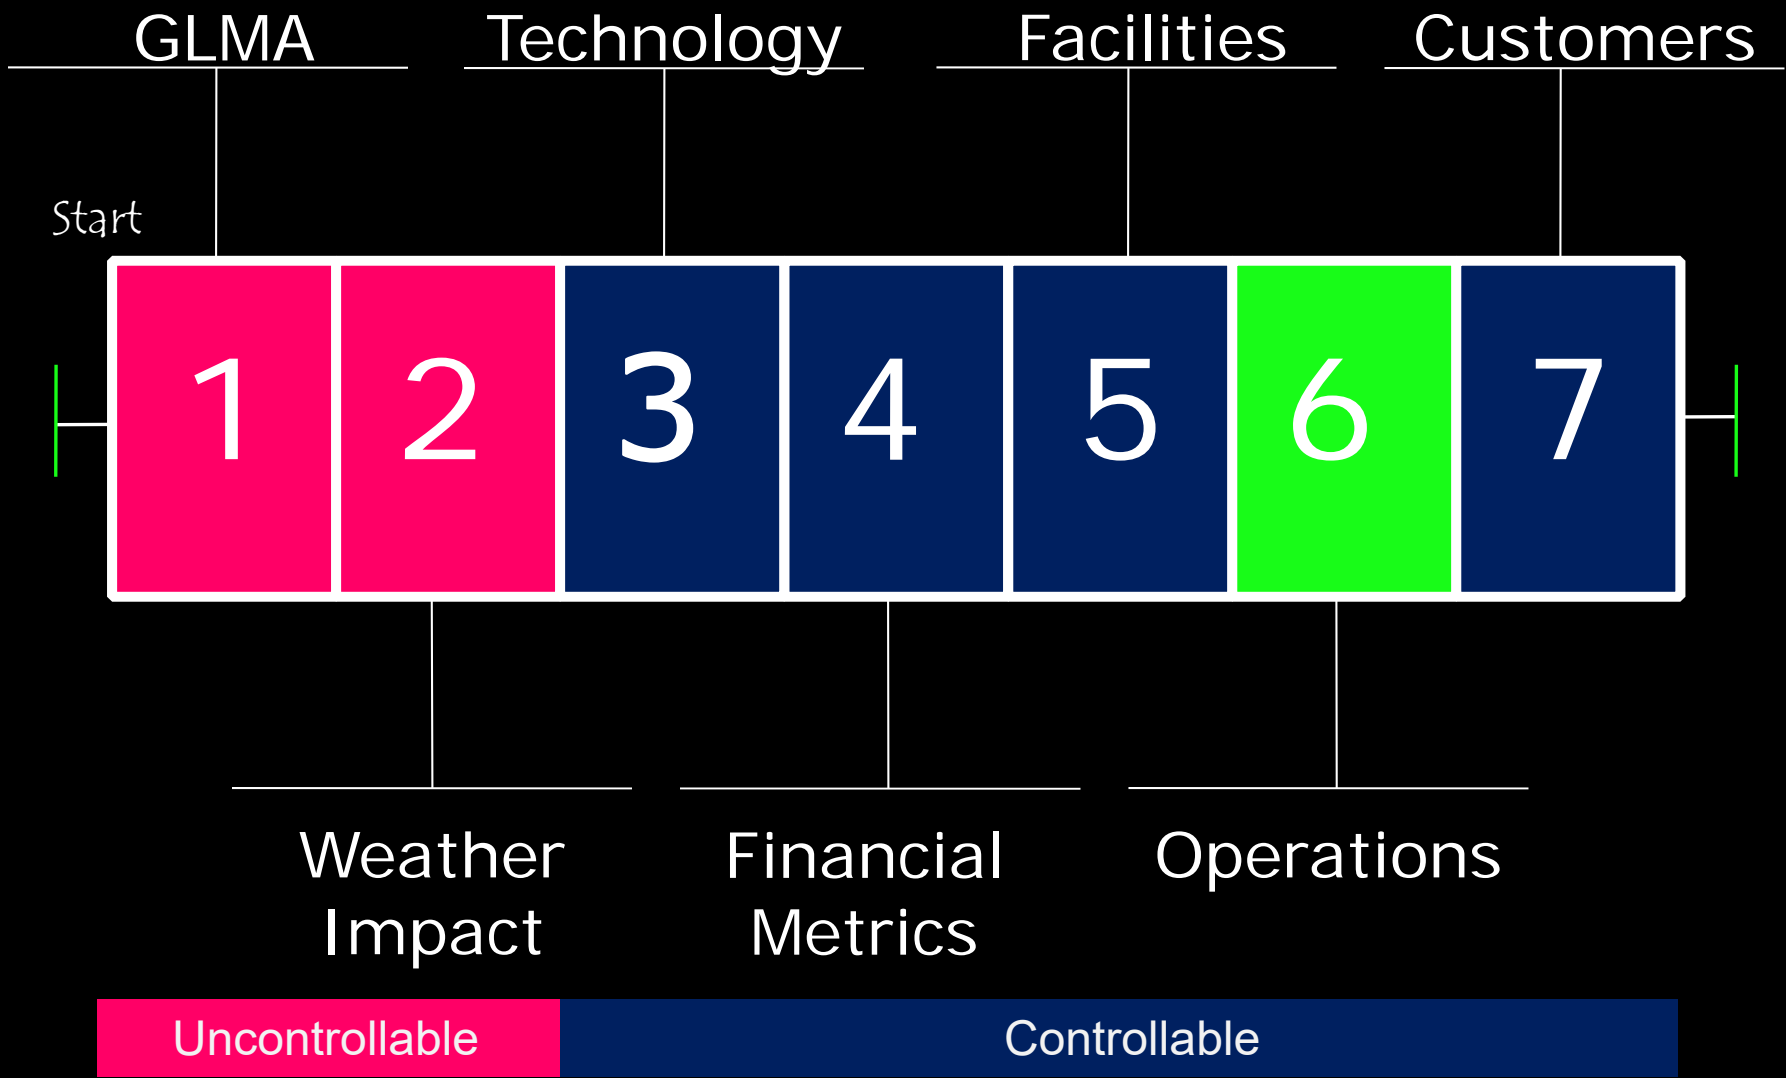 GLMA
Technology
Facilities
Customers
Start
1
2
3
4
5
6
7
Weather
Impact
Financial
Metrics
Operations
Uncontrollable
Controllable